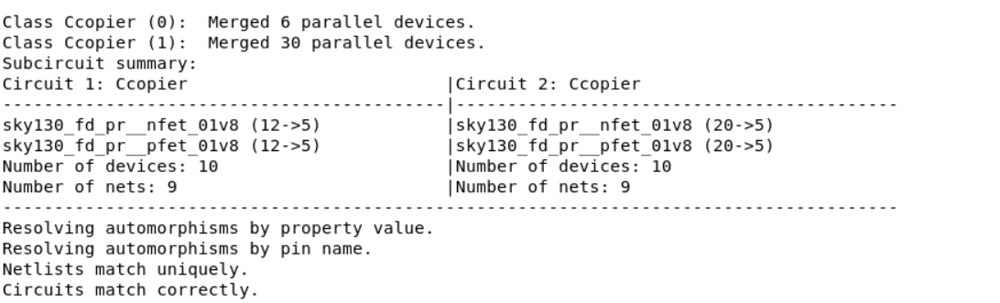 Class Ccopier (0):  Merged 6 parallel devices.
Class Ccopier (1):  Merged 30 parallel devices.
Subcircuit summary:
Circuit 1: Ccopier                         |Circuit 2: Ccopier
-------------------------------------------|-------------------------------------------
sky130_fd_pr__nfet_01v8 (12->5)            |sky130_fd_pr__nfet_01v8 (20->5)
sky130_fd_pr__pfet_01v8 (12->5)            |sky130_fd_pr__pfet_01v8 (20->5)
Number of devices: 10                      |Number of devices: 10
Number of nets: 9                          |Number of nets: 9
---------------------------------------------------------------------------------------
Resolving automorphisms by property value.
Resolving automorphisms by pin name.
Netlists match uniquely.
Circuits match correctly.